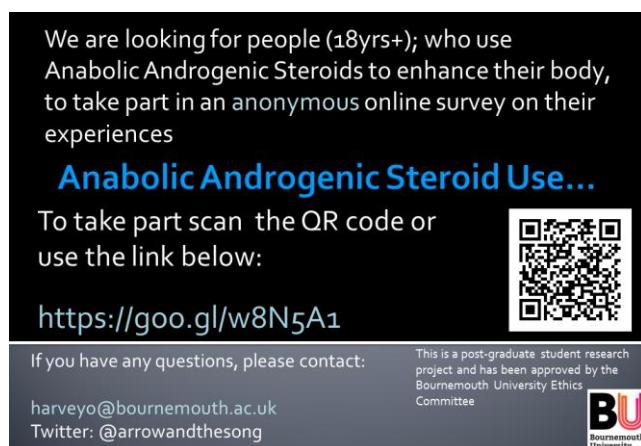 We are looking for people (18yrs+); who use
Anabolic Androgenic Steroids to enhance their body,
to take part in an anonymous online survey on their
experiences
Anabolic Androgenic Steroid Use...
To take part scan  the QR code or
use the link below:
https://goo.gl/w8N5A1
If you have any questions, please contact:
harveyo@bournemouth.ac.uk
Twitter: @arrowandthesong
This is a post-graduate student research
project and has been approved by the
Bournemouth University Ethics
Committee
BU
Bournemouth
University